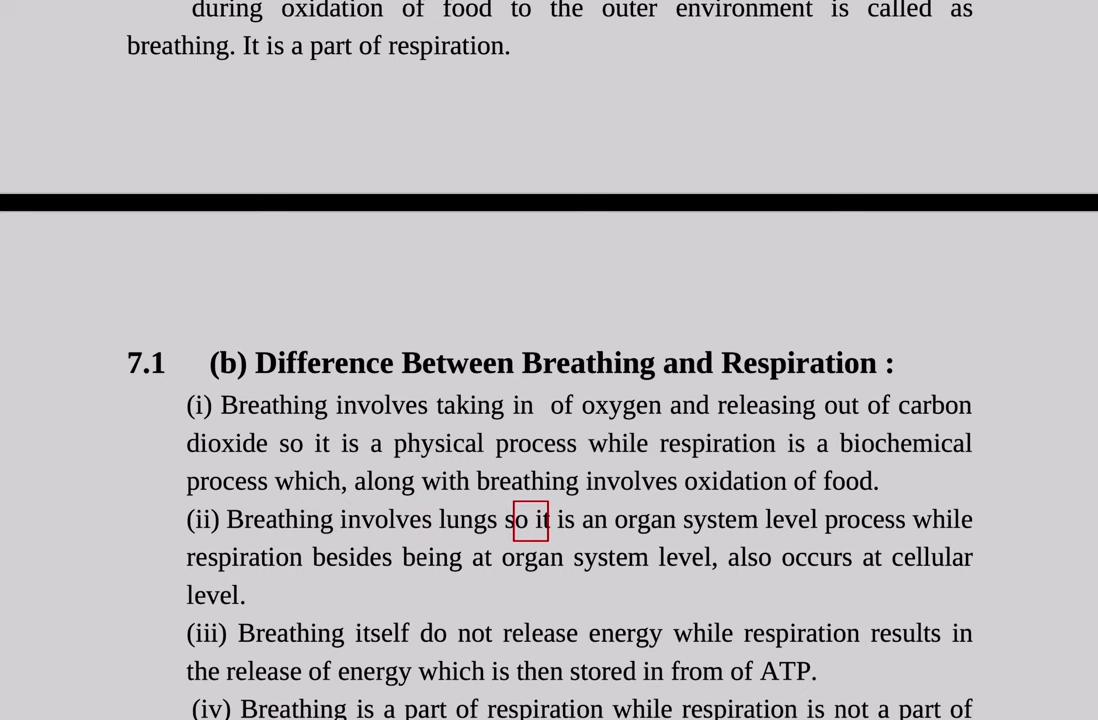 during oxidation of food to the outer environment is called as
breathing. It is a part of respiration.
7.1 (b) Difference Between Breathing and Respiration :
(i) Breathing involves taking in of oxygen and releasing out of carbon
dioxide so it is a physical process while respiration is a biochemical
process which, along with breathing involves oxidation of food.
(ii) Breathing involves lungs so it is an organ system level process while
respiration besides being at organ system level, also occurs at cellular
level.
(iii) Breathing itself do not release energy while respiration results in
the release of energy which is then stored in from of ATP.
(iv) Breathing is a part of respiration while respiration is not a part of